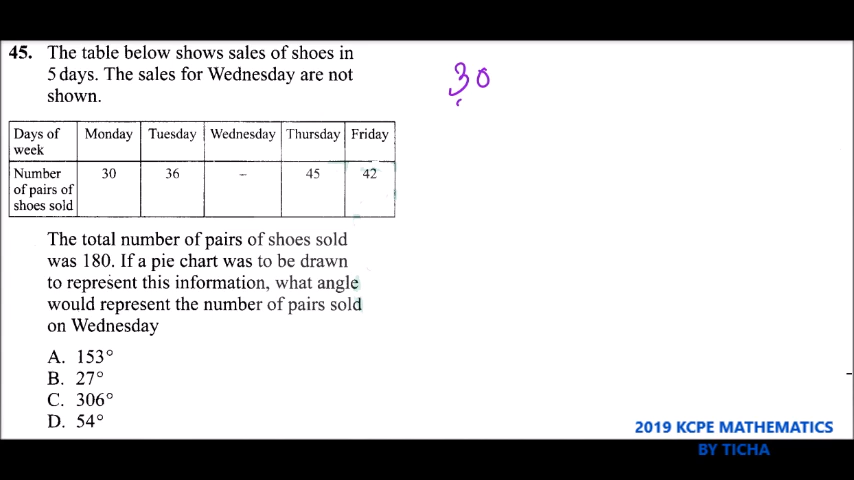 45. The table below shows sales of shoes in
5 days. The sales for Wednesday are not
shown.
30
Days of week Monday Tuesday Wednesday Thursday Friday
Number of pairs of shoes sold 30 36 – 45 42
The total number of pairs of shoes sold
was 180. If a pie chart was to be drawn
to represent this information, what angle
would represent the number of pairs sold
on Wednesday
A. 153°
B. 27°
C. 306°
D. 54°
2019 KCPE MATHEMATICS
BY TICHA